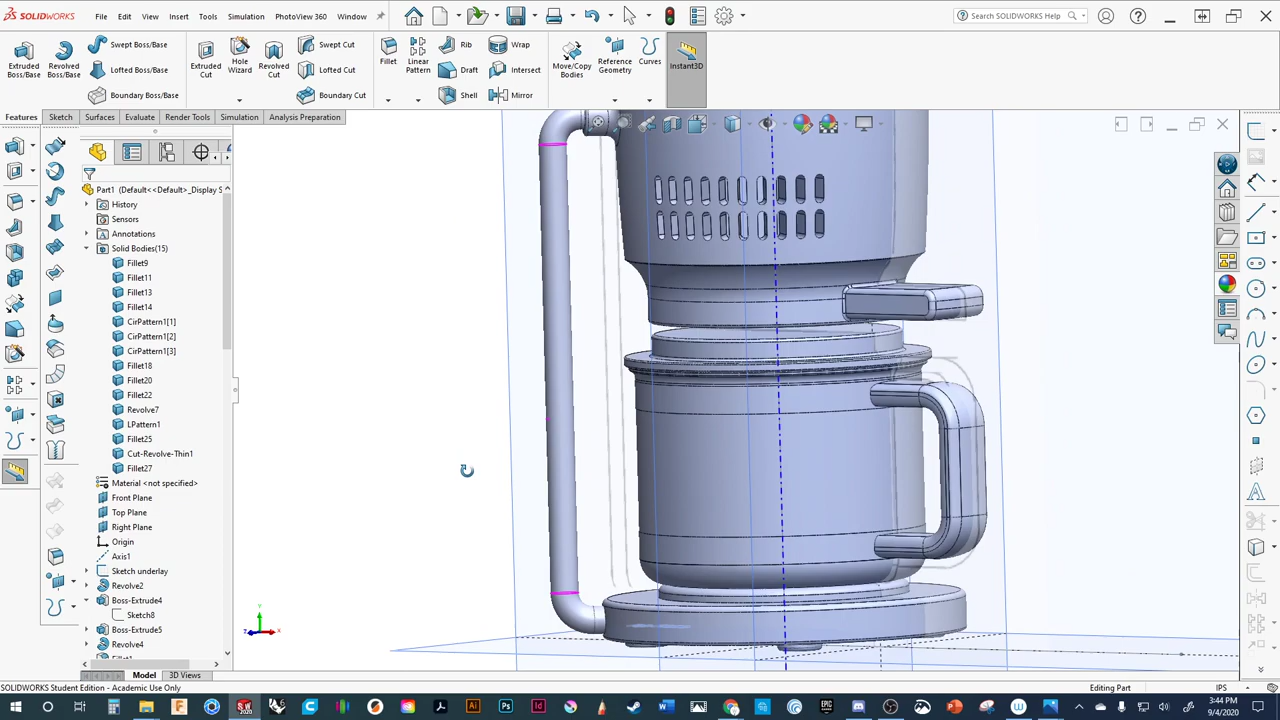 SOLIDWORKS
File
Edit
View
Insert
Tools
Simulation
PhotoView 360
Window
Search SOLIDWORKS Help
Extruded Boss/Base
Revolved Boss/Base
Swept Boss/Base
Lofted Boss/Base
Boundary Boss/Base
Extruded Cut
Hole Wizard
Revolved Cut
Swept Cut
Lofted Cut
Boundary Cut
Fillet
Linear Pattern
Rib
Draft
Shell
Wrap
Intersect
Mirror
Move/Copy Bodies
Reference Geometry
Curves
Instant3D
Features
Sketch
Surfaces
Evaluate
Render Tools
Simulation
Analysis Preparation
Part1 (Default<<Default>_Display S
History
Sensors
Annotations
Solid Bodies(15)
Fillet9
Fillet11
Fillet13
Fillet14
CirPattern1[1]
CirPattern1[2]
CirPattern1[3]
Fillet18
Fillet20
Fillet22
Revolve7
LPattern1
Fillet25
Cut-Revolve-Thin1
Fillet27
Material <not specified>
Front Plane
Top Plane
Right Plane
Origin
Axis1
Sketch underlay
Revolve2
Boss-Extrude4
Sketch8
Boss-Extrude5
Revolve4
Fillet1
Model
3D Views
SOLIDWORKS Student Edition - Academic Use Only
Editing Part
IPS
3:44 PM
9/4/2020